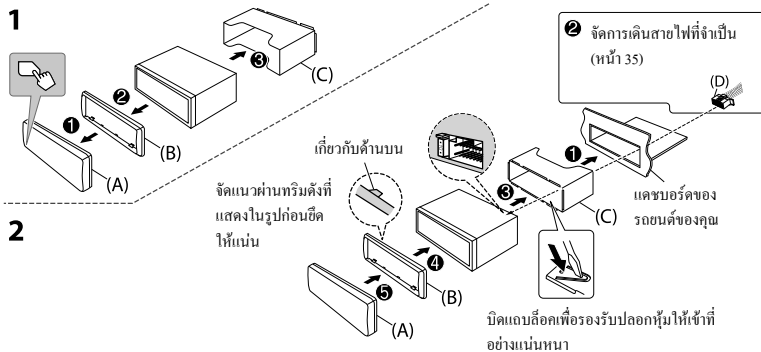 1
❸
(C)
❷
❶
(B)
(A)
❷ จัดการเดินสายไฟที่จำเป็น
(หน้า 35)
(D)
เกี่ยวกับด้านบน
❶
จัดแนวผ่านทริมดังที่
แสดงในรูปก่อนยึด
ให้แน่น
❸
(C)
แดชบอร์ดของ
รถยนต์ของคุณ
2
❹
(B)
❺
(A)
บิดแถบล็อคเพื่อรองรับปลอกหุ้มให้เข้าที่
อย่างแน่นหนา